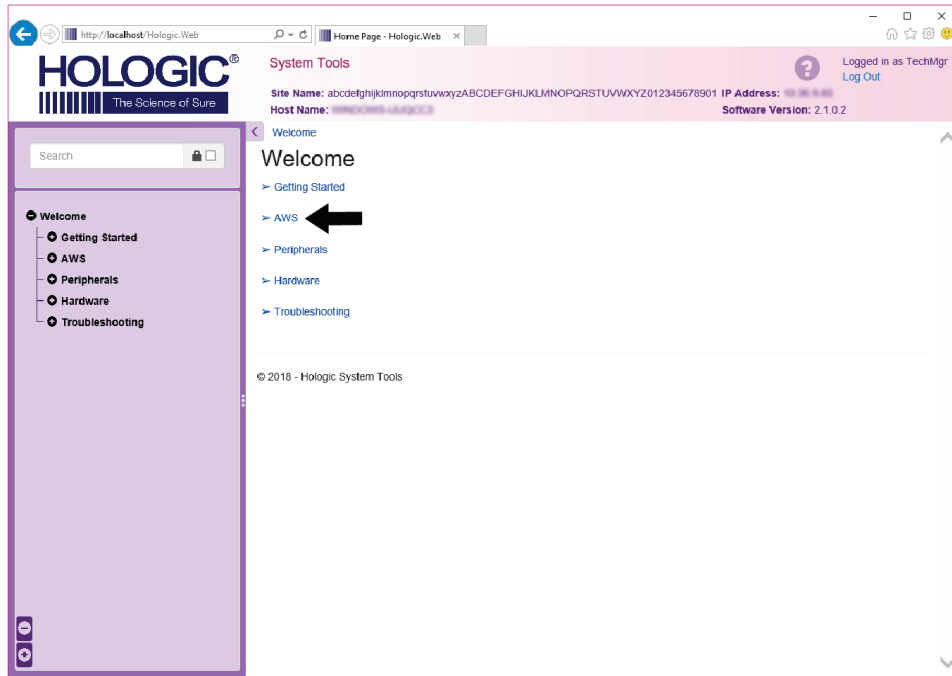 http://localhost/Hologic.Web
Home Page - Hologic.Web
HOLOGIC®
The Science of Sure
System Tools
Logged in as TechMgr
Log Out
Site Name: abcdefghijklmnopqrstuvwxyzABCDEFGHIJKLMNOPQRSTUVWXYZ012345678901 IP Address:
Host Name:
Software Version: 2.1.0.2
Search
Welcome
Getting Started
AWS
Peripherals
Hardware
Troubleshooting
Welcome
Welcome
➢ Getting Started
➢ AWS
➢ Peripherals
➢ Hardware
➢ Troubleshooting
© 2018 - Hologic System Tools